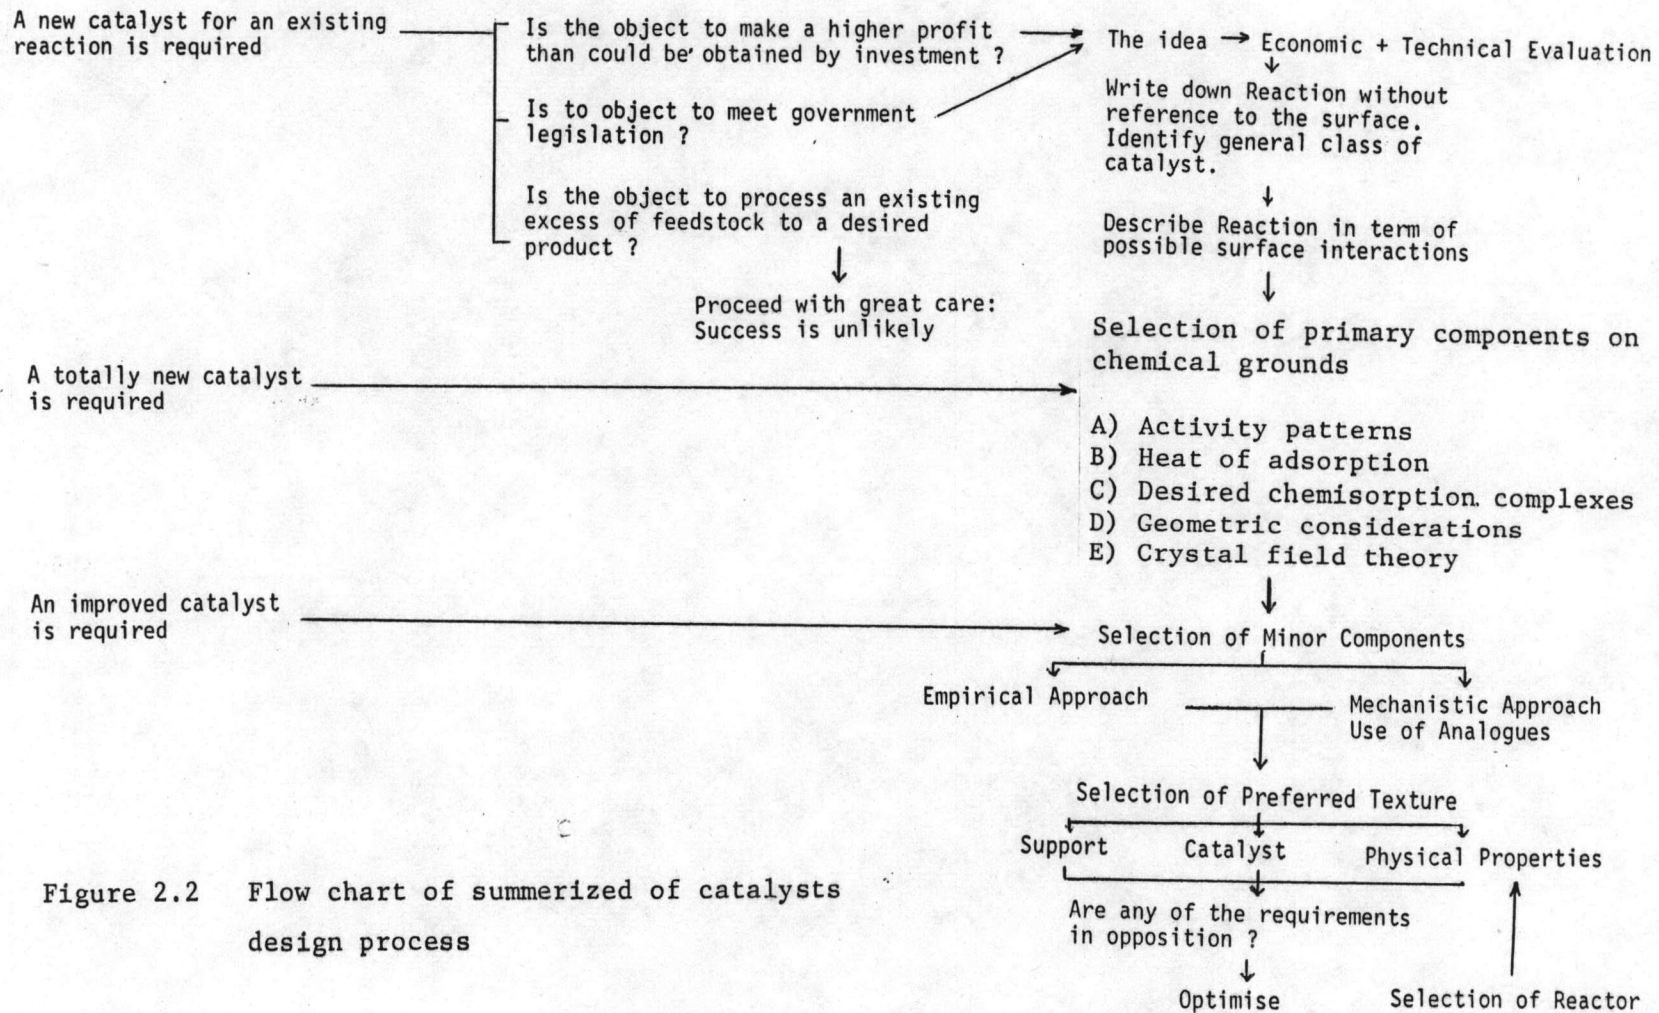 A new catalyst for an existing
reaction is required
Is the object to make a higher profit
than could be obtained by investment ?
Is to object to meet government
legislation ?
Is the object to process an existing
excess of feedstock to a desired
product ?
Proceed with great care:
Success is unlikely
The idea → Economic + Technical Evaluation
Write down Reaction without
reference to the surface.
Identify general class of
catalyst.
Describe Reaction in term of
possible surface interactions
Selection of primary components on
chemical grounds
A totally new catalyst
is required
A) Activity patterns
B) Heat of adsorption
C) Desired chemisorption. complexes
D) Geometric considerations
E) Crystal field theory
An improved catalyst
is required
Selection of Minor Components
Empirical Approach
Mechanistic Approach
Use of Analogues
Selection of Preferred Texture
Support
Catalyst
Physical Properties
Are any of the requirements
in opposition ?
Optimise
Selection of Reactor
Figure 2.2 Flow chart of summerized of catalysts
design process